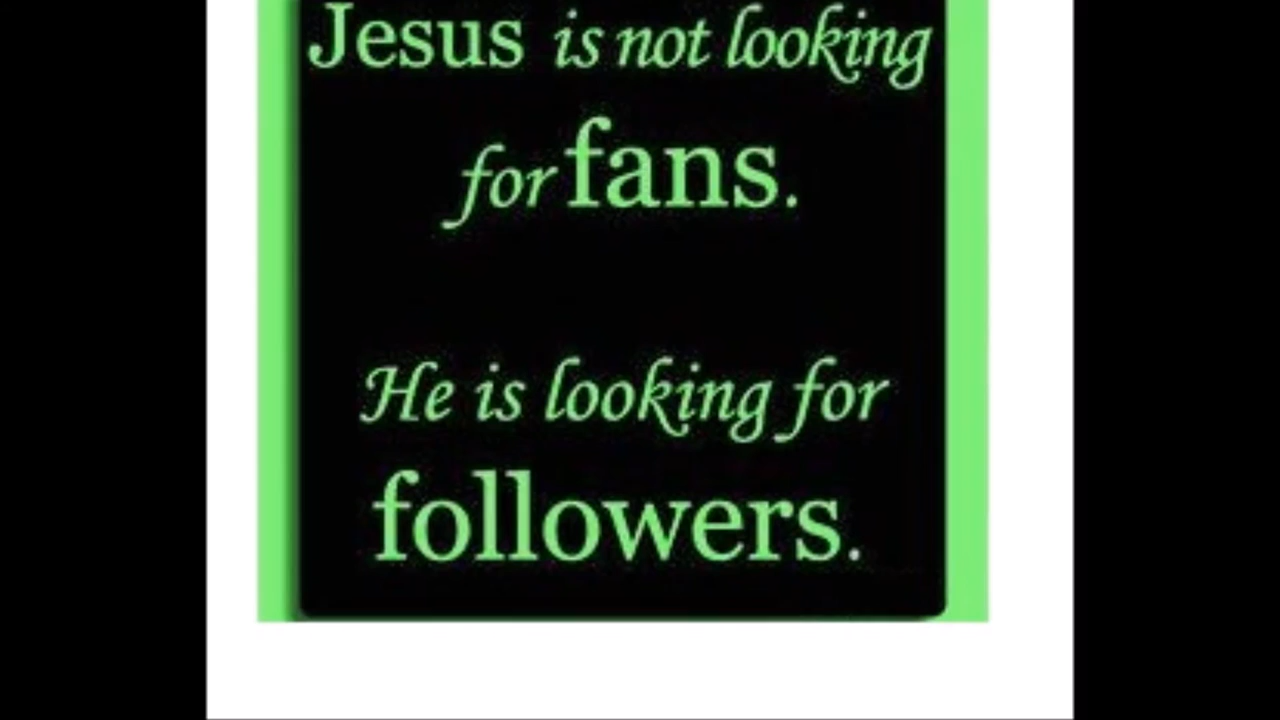 Jesus is not looking
for fans.
He is looking for
followers.